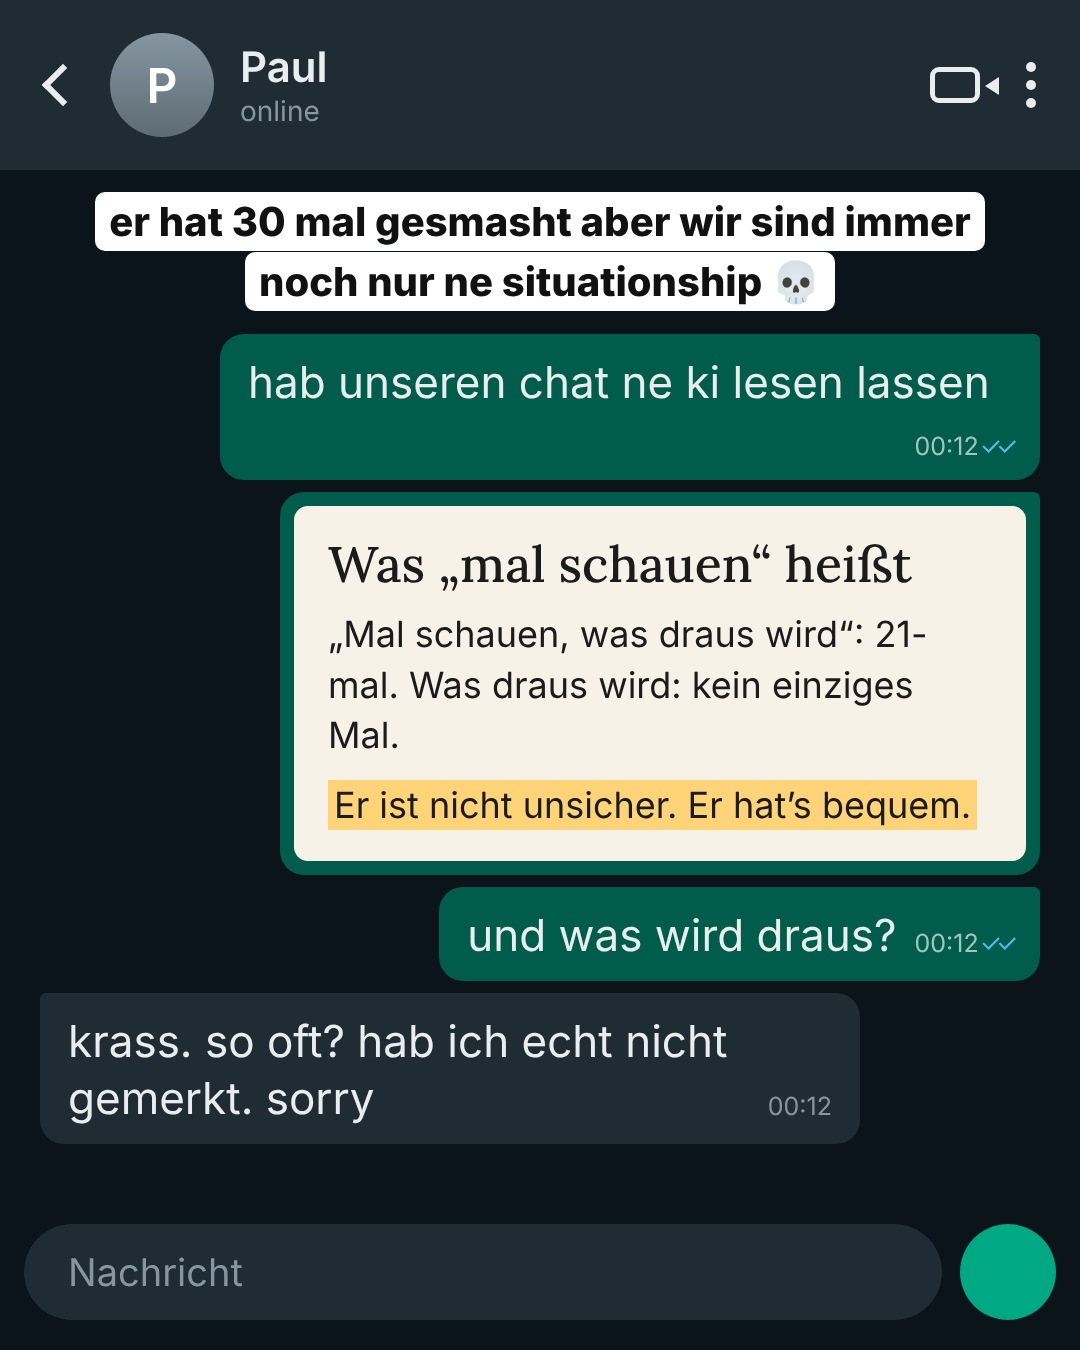 P
Paul
online
er hat 30 mal gesmasht aber wir sind immer
noch nur ne situationship 💀
hab unseren chat ne ki lesen lassen
00:12
Was „mal schauen“ heißt
„Mal schauen, was draus wird“: 21-
mal. Was draus wird: kein einziges
Mal.
Er ist nicht unsicher. Er hat’s bequem.
und was wird draus? 00:12
krass. so oft? hab ich echt nicht
gemerkt. sorry 00:12
Nachricht